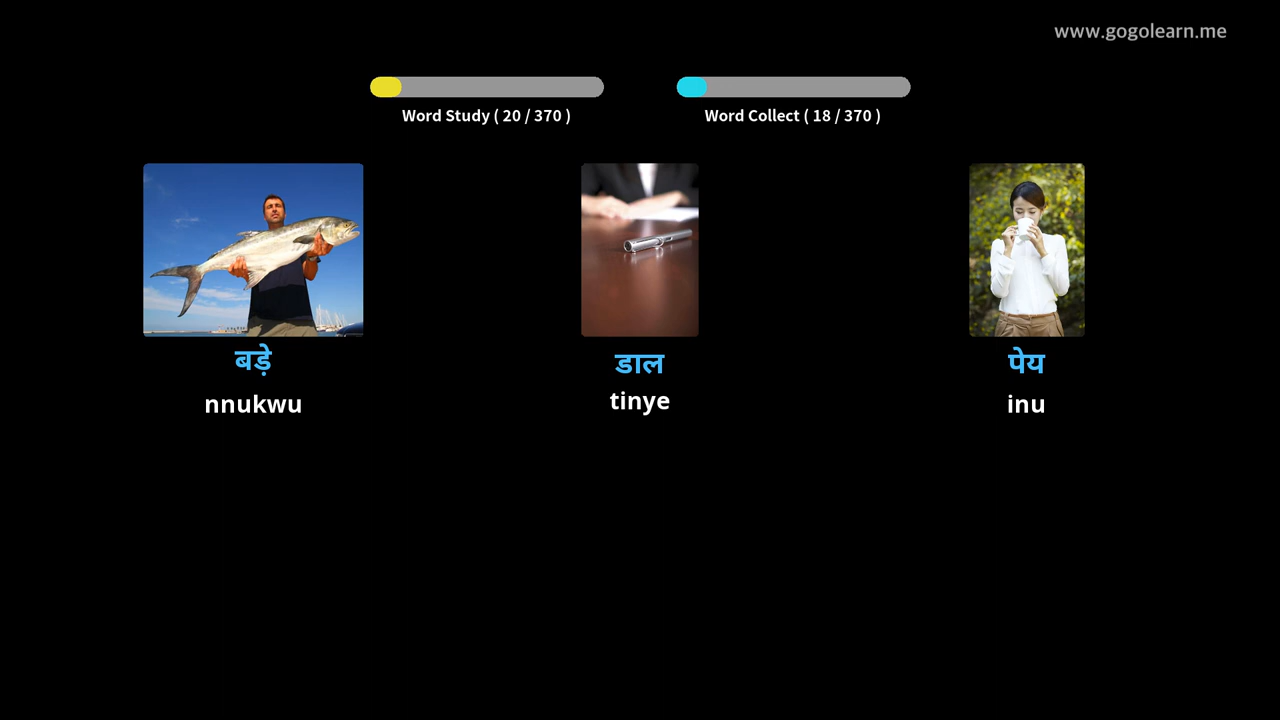 www.gogolearn.me
Word Study ( 20 / 370 )
Word Collect ( 18 / 370 )
बड़े
डाल
पेय
nnukwu
tinye
inu